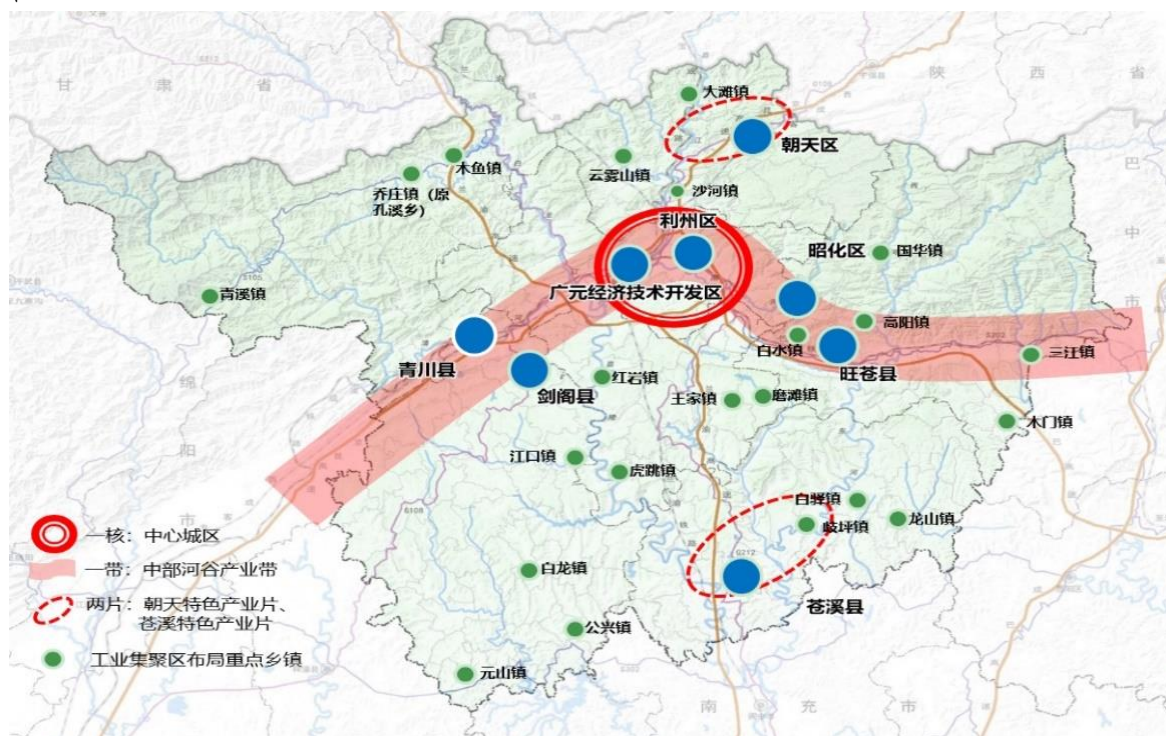 甘肃省
陕西省
大滩镇
朝天区
木鱼镇
云雾山镇
乔庄镇（原
孔溪乡）
沙河镇
巴中市
利州区
昭化区
国华镇
广元经济技术开发区
青溪镇
高阳镇
白水镇
三江镇
青川县
旺苍县
红岩镇
剑阁县
王家镇
磨滩镇
绵阳市
木门镇
江口镇
虎跳镇
白驿镇
岐坪镇
龙山镇
一核：中心城区
G212
S108
一带：中部河谷产业带
白龙镇
苍溪县
两片：朝天特色产业片、
苍溪特色产业片
公兴镇
工业集聚区布局重点乡镇
元山镇
南充市